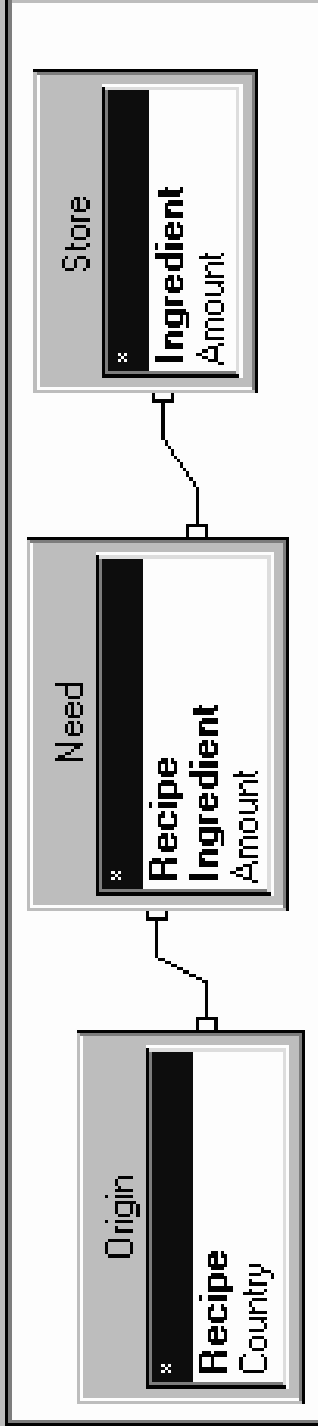 Origin
*
Recipe
Country
Need
*
Recipe
Ingredient
Amount
Store
*
Ingredient
Amount